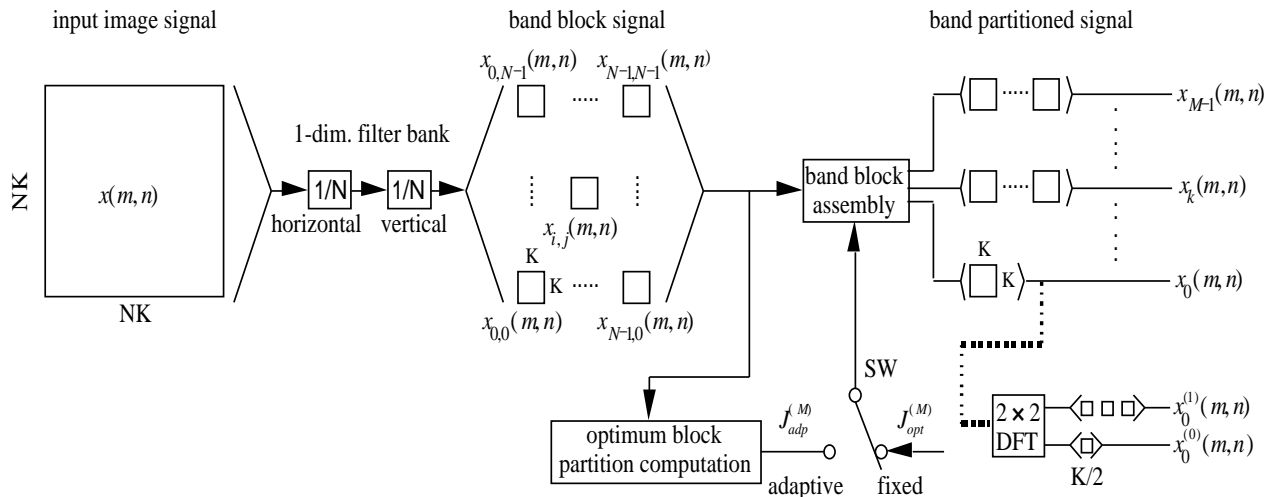 input image signal
band block signal
band partitioned signal
x_{0,N-1}(m,n)
x_{N-1,N-1}(m,n)
x_{M-1}(m,n)
1-dim. filter bank
NK
x(m,n)
1/N
1/N
horizontal
vertical
x_{i,j}(m,n)
band block
assembly
x_k(m,n)
K
K
K
x_0(m,n)
NK
x_{0,0}(m,n)
x_{N-1,0}(m,n)
SW
optimum block
partition computation
J_{adp}^{(M)}
J_{opt}^{(M)}
adaptive
fixed
2 × 2
DFT
x_0^{(1)}(m,n)
x_0^{(0)}(m,n)
K/2